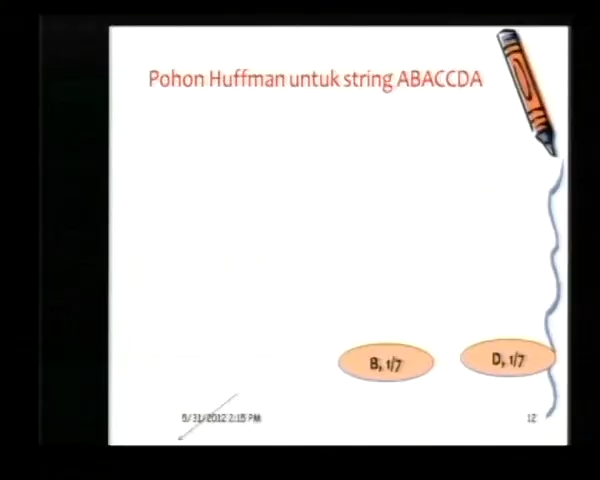 Pohon Huffman untuk string ABACCDA
B, 1/7
D, 1/7
5/31/2012 2:15 PM
12